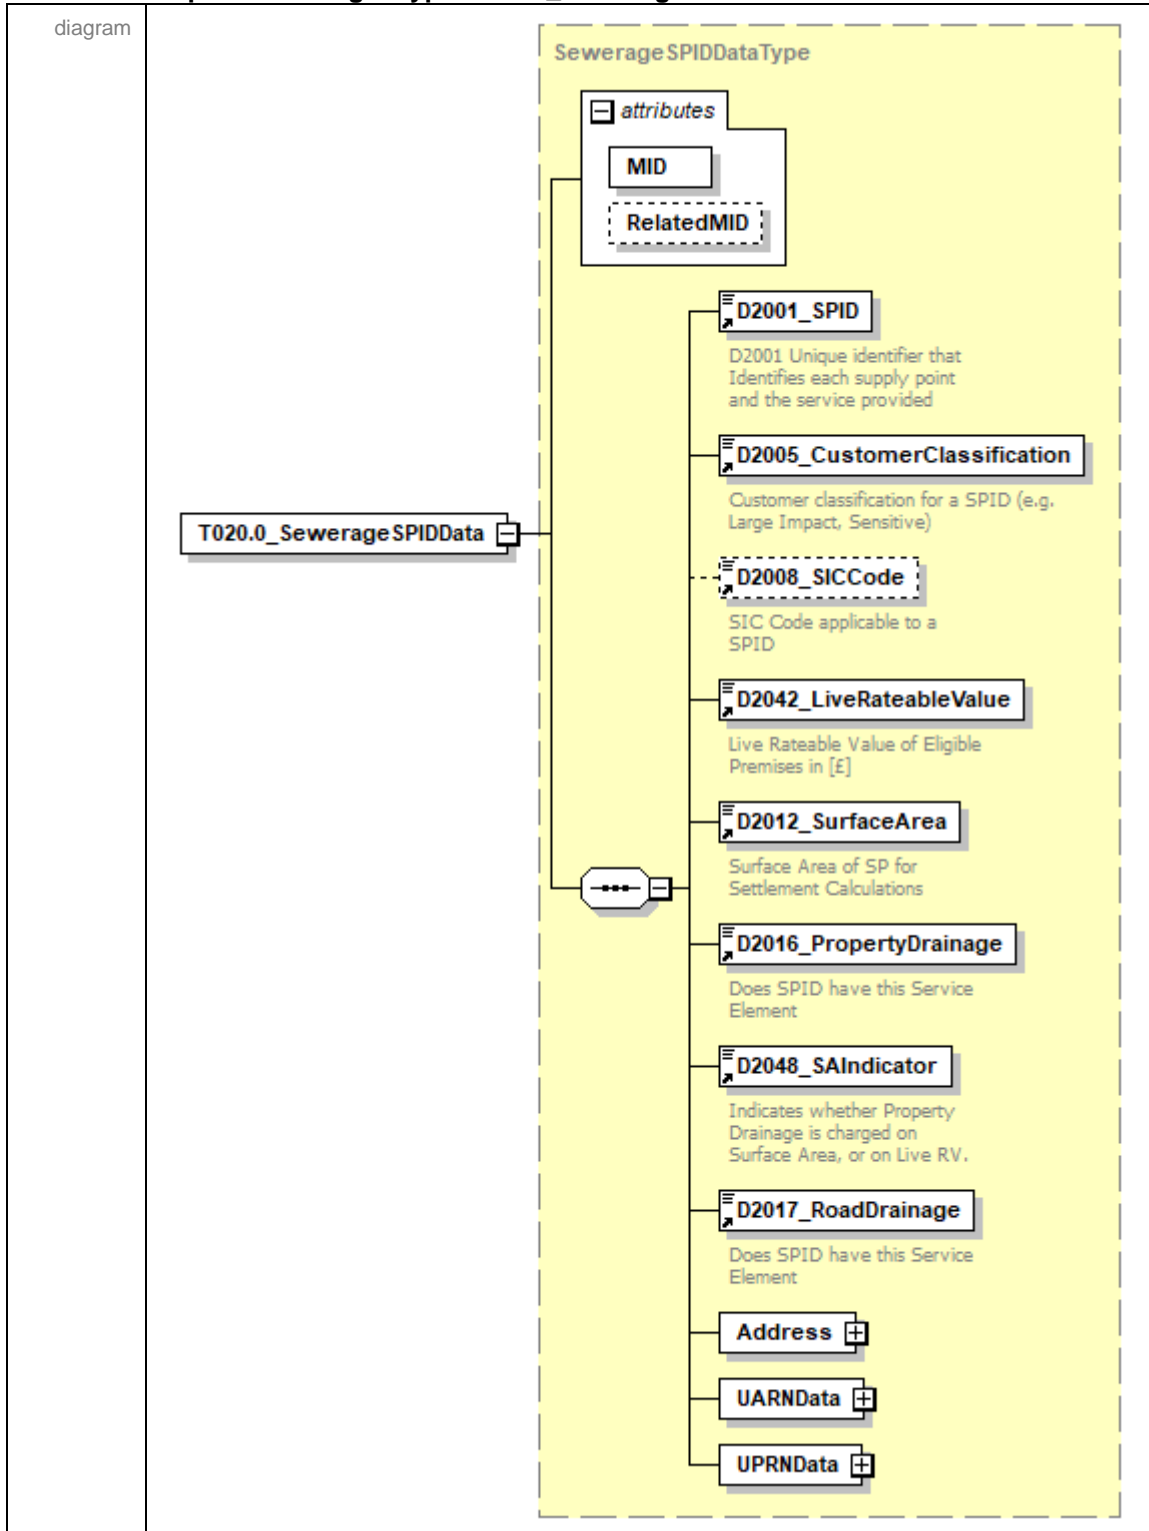 diagram
SewerageSPIDDataType
attributes
MID
RelatedMID
D2001_SPID
D2001 Unique identifier that
Identifies each supply point
and the service provided
D2005_CustomerClassification
Customer classification for a SPID (e.g.
Large Impact, Sensitive)
T020.0_SewerageSPIDData
D2008_SICCode
SIC Code applicable to a
SPID
D2042_LiveRateableValue
Live Rateable Value of Eligible
Premises in [£]
D2012_SurfaceArea
Surface Area of SP for
Settlement Calculations
D2016_PropertyDrainage
Does SPID have this Service
Element
D2048_SAIndicator
Indicates whether Property
Drainage is charged on
Surface Area, or on Live RV.
D2017_RoadDrainage
Does SPID have this Service
Element
Address
UARNData
UPRNData